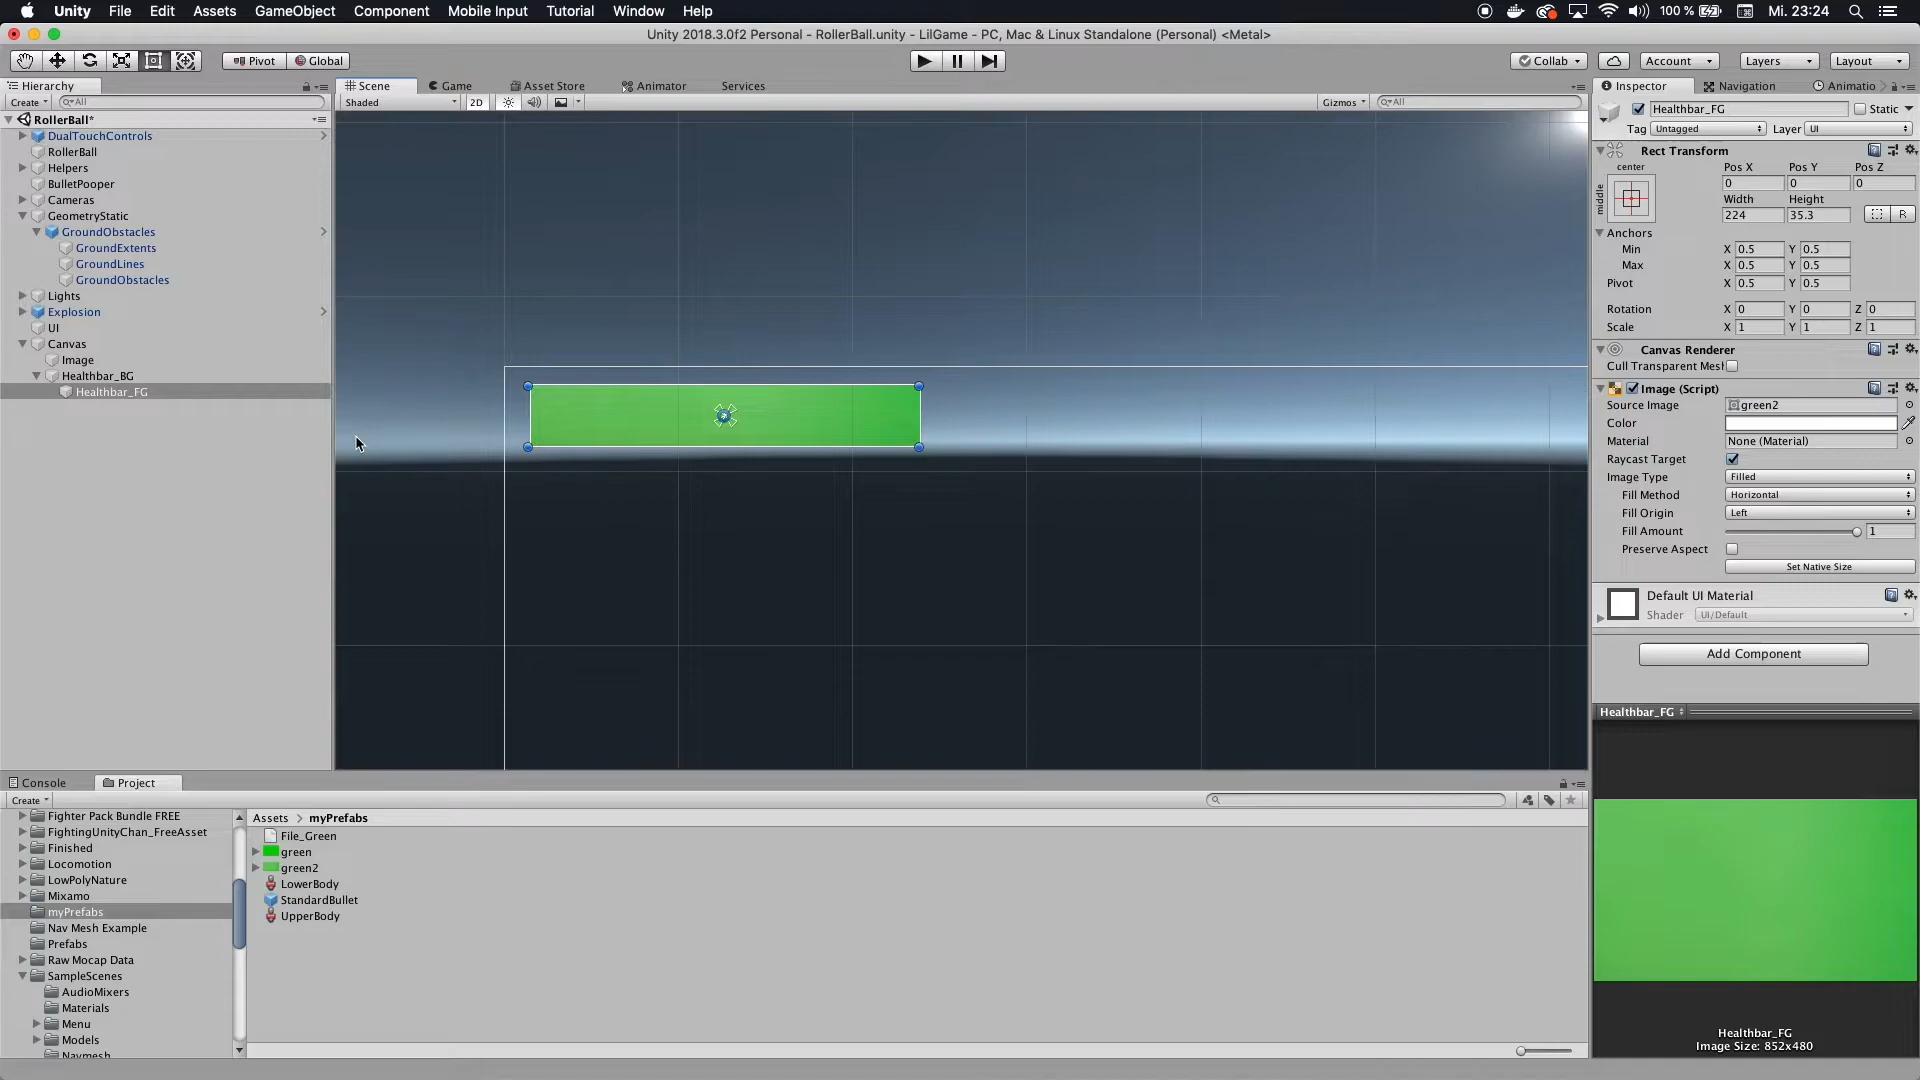 Unity File Edit Assets GameObject Component Mobile Input Tutorial Window Help 100 % Mi. 23:24
Unity 2018.3.0f2 Personal - RollerBall.unity - LilGame - PC, Mac & Linux Standalone (Personal) <Metal>
Pivot Global Collab Account Layers Layout
Hierarchy Scene Game Asset Store Animator Services Inspector Navigation Animatio
Create All Shaded 2D Gizmos All
Healthbar_FG Static
RollerBall*
Tag Untagged Layer UI
DualTouchControls
RollerBall
Rect Transform
Helpers
center Pos X Pos Y Pos Z
BulletPooper
middle 0 0 0
Cameras
Width Height
GeometryStatic
224 35.3 R
GroundObstacles
Anchors
GroundExtents
Min X 0.5 Y 0.5
GroundLines
Max X 0.5 Y 0.5
GroundObstacles
Pivot X 0.5 Y 0.5
Lights
Explosion
Rotation X 0 Y 0 Z 0
UI
Scale X 1 Y 1 Z 1
Canvas
Canvas Renderer
Image
Cull Transparent Mesh
Healthbar_BG
Image (Script)
Healthbar_FG
Source Image green2
Color
Material None (Material)
Raycast Target
Image Type Filled
Fill Method Horizontal
Fill Origin Left
Fill Amount 1
Preserve Aspect
Set Native Size
Default UI Material
Shader UI/Default
Add Component
Healthbar_FG
Console Project
Create
Fighter Pack Bundle FREE
FightingUnityChan_FreeAsset
Finished
Locomotion
LowPolyNature
Mixamo
myPrefabs
Nav Mesh Example
Prefabs
Raw Mocap Data
SampleScenes
AudioMixers
Materials
Menu
Models
Navmesh
Assets > myPrefabs
File_Green
green
green2
LowerBody
StandardBullet
UpperBody
Healthbar_FG
Image Size: 852x480